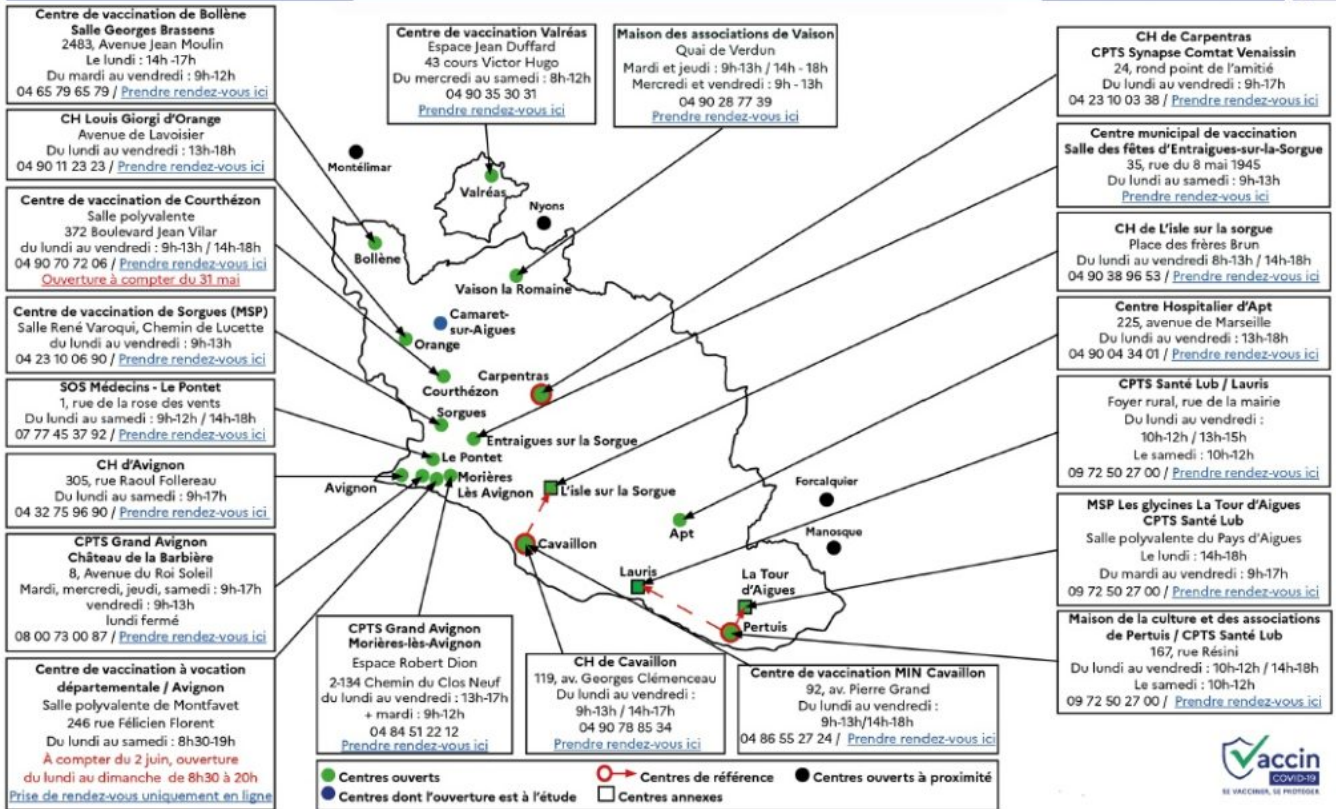 Centre de vaccination de Bollène
Salle Georges Brassens
2483, Avenue Jean Moulin
Le lundi : 14h -17h
Du mardi au vendredi : 9h-12h
04 65 79 65 79 / Prendre rendez-vous ici
CH Louis Giorgi d'Orange
Avenue de Lavoisier
Du lundi au vendredi : 13h-18h
04 90 11 23 23 / Prendre rendez-vous ici
Centre de vaccination de Courthézon
Salle polyvalente
372 Boulevard Jean Vilar
du lundi au vendredi : 9h-13h / 14h-18h
04 90 70 72 06 / Prendre rendez-vous ici
Ouverture à compter du 31 mai
Centre de vaccination de Sorgues (MSP)
Salle René Varoqui, Chemin de Lucette
du lundi au vendredi : 9h-13h
04 23 10 06 90 / Prendre rendez-vous ici
SOS Médecins - Le Pontet
1, rue de la rose des vents
Du lundi au samedi : 9h-12h / 14h-18h
07 77 45 37 92 / Prendre rendez-vous ici
CH d'Avignon
305, rue Raoul Follereau
Du lundi au samedi : 9h-17h
04 32 75 96 90 / Prendre rendez-vous ici
CPTS Grand Avignon
Château de la Barbière
8, Avenue du Roi Soleil
Mardi, mercredi, jeudi, samedi : 9h-17h
vendredi : 9h-13h
lundi fermé
08 00 73 00 87 / Prendre rendez-vous ici
Centre de vaccination à vocation
départementale / Avignon
Salle polyvalente de Montfavet
246 rue Félicien Florent
Du lundi au samedi : 8h30-19h
À compter du 2 juin, ouverture
du lundi au dimanche de 8h30 à 20h
Prise de rendez-vous uniquement en ligne
Centre de vaccination Valréas
Espace Jean Duffard
43 cours Victor Hugo
Du mercredi au samedi : 8h-12h
04 90 35 30 31
Prendre rendez-vous ici
Maison des associations de Vaison
Quai de Verdun
Mardi et jeudi : 9h-13h / 14h - 18h
Mercredi et vendredi : 9h - 13h
04 90 28 77 39
Prendre rendez-vous ici
Montélimar
Valréas
Nyons
Bollène
Vaison la Romaine
Camaret-
sur-Aigues
Orange
Courthézon
Carpentras
Sorgues
Entraigues sur la Sorgue
Le Pontet
Avignon
Morières
Lès Avignon
L'isle sur la Sorgue
Forcalquier
Apt
Manosque
Cavaillon
Lauris
La Tour
d'Aigues
Pertuis
CPTS Grand Avignon
Morières-lès-Avignon
Espace Robert Dion
2-134 Chemin du Clos Neuf
du lundi au vendredi : 13h-17h
+ mardi : 9h-12h
04 84 51 22 12
Prendre rendez-vous ici
CH de Cavaillon
119, av. Georges Clémenceau
Du lundi au vendredi :
9h-13h / 14h-17h
04 90 78 85 34
Prendre rendez-vous ici
Centre de vaccination MIN Cavaillon
92, av. Pierre Grand
Du lundi au vendredi :
9h-13h/14h-18h
04 86 55 27 24 / Prendre rendez-vous ici
CH de Carpentras
CPTS Synapse Comtat Venaissin
24, rond point de l'amitié
Du lundi au vendredi : 9h-17h
04 23 10 03 38 / Prendre rendez-vous ici
Centre municipal de vaccination
Salle des fêtes d'Entraigues-sur-la-Sorgue
35, rue du 8 mai 1945
Du lundi au samedi : 9h-13h
Prendre rendez-vous ici
CH de L'isle sur la sorgue
Place des frères Brun
Du lundi au vendredi 8h-13h / 14h-18h
04 90 38 96 53 / Prendre rendez-vous ici
Centre Hospitalier d'Apt
225, avenue de Marseille
Du lundi au vendredi : 13h-18h
04 90 04 34 01 / Prendre rendez-vous ici
CPTS Santé Lub / Lauris
Foyer rural, rue de la mairie
Du lundi au vendredi :
10h-12h / 13h-15h
Le samedi : 10h-12h
09 72 50 27 00 / Prendre rendez-vous ici
MSP Les glycines La Tour d'Aigues
CPTS Santé Lub
Salle polyvalente du Pays d'Aigues
Le lundi : 14h-18h
Du mardi au vendredi : 9h-17h
09 72 50 27 00 / Prendre rendez-vous ici
Maison de la culture et des associations
de Pertuis / CPTS Santé Lub
167, rue Résini
Du lundi au vendredi : 10h-12h / 14h-18h
Le samedi : 10h-12h
09 72 50 27 00 / Prendre rendez-vous ici
Centres ouverts
Centres de référence
Centres ouverts à proximité
Centres dont l'ouverture est à l'étude
Centres annexes
Vaccin
COVID-19
SE VACCINER, SE PROTÉGER